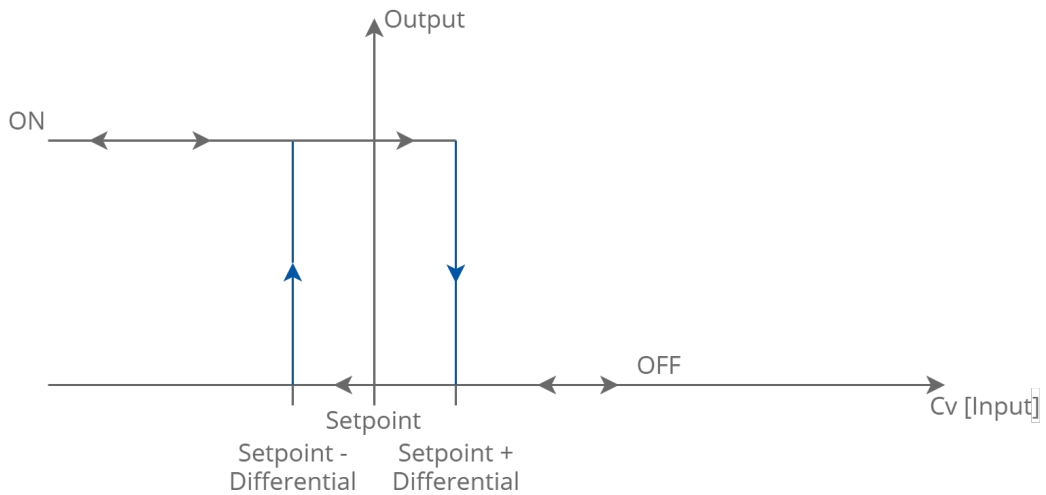 Output
ON
OFF
Cv [Input]
Setpoint
Setpoint -
Differential
Setpoint +
Differential